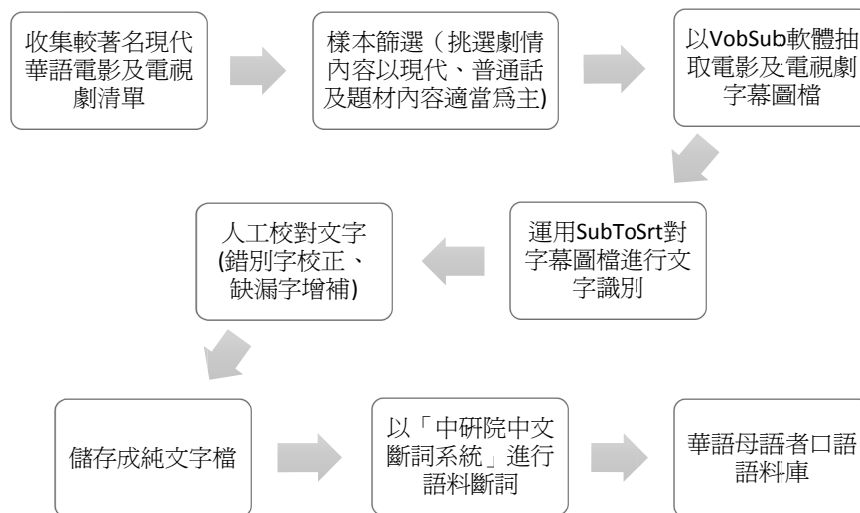 收集較著名現代
華語電影及電視
劇清單
樣本篩選（挑選劇情
內容以現代、普通話
及題材內容適當為主)
以VobSub軟體抽
取電影及電視劇
字幕圖檔
運用SubToSrt對
字幕圖檔進行文
字識別
人工校對文字
(錯別字校正、
缺漏字增補)
儲存成純文字檔
以「中研院中文
斷詞系統」進行
語料斷詞
華語母語者口語
語料庫